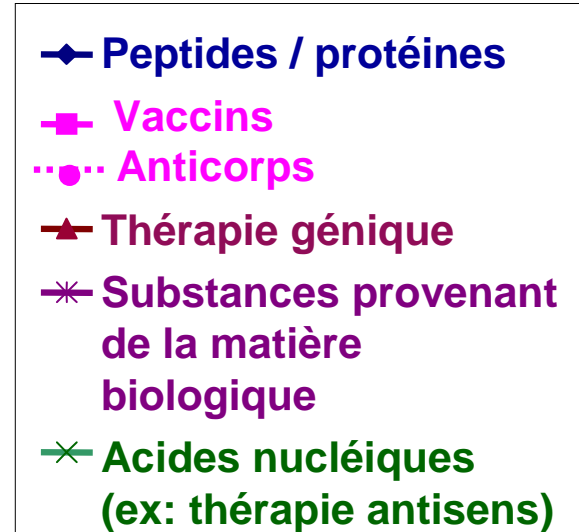 Peptides / protéines
Vaccins
Anticorps
Thérapie génique
Substances provenant
de la matière
biologique
Acides nucléiques
(ex: thérapie antisens)